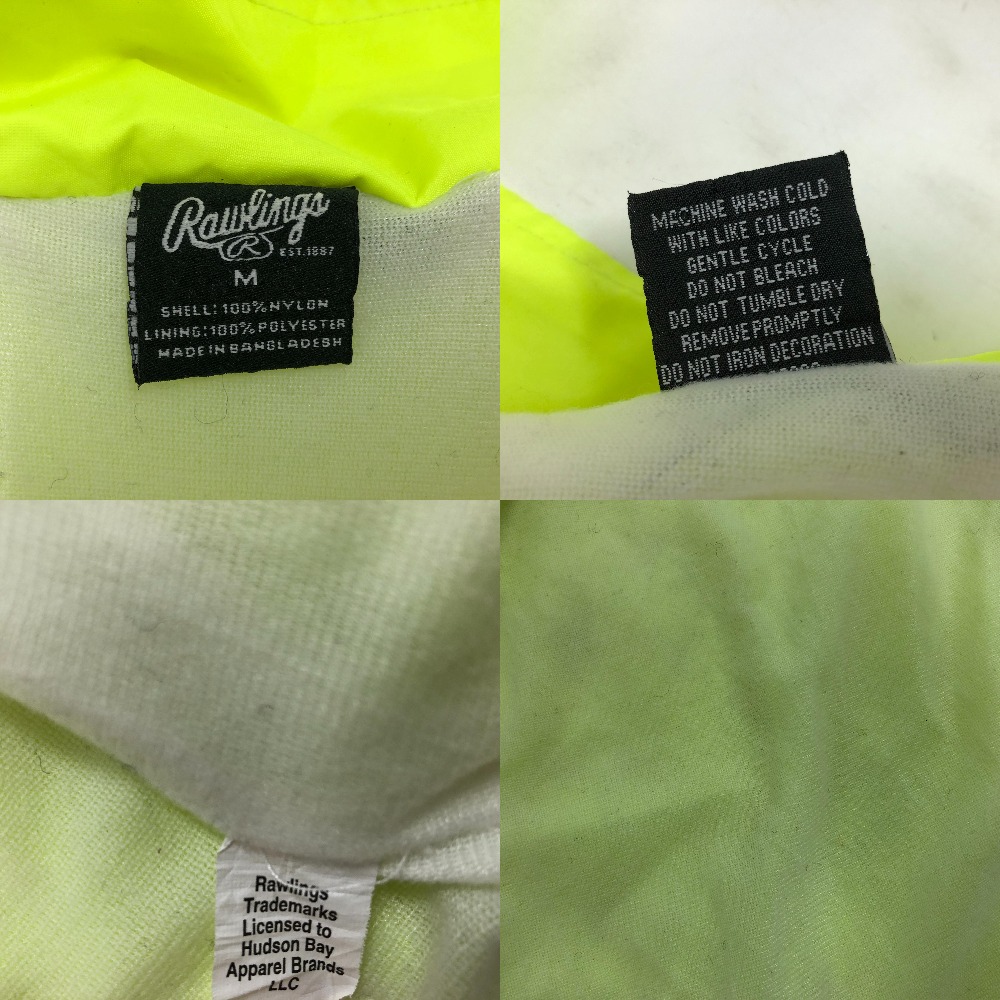 Rawlings
R
EST.1887
M
SHELL: 100% NYLON
LINING: 100% POLYESTER
MADE IN BANGLADESH
MACHINE WASH COLD
WITH LIKE COLORS
GENTLE CYCLE
DO NOT BLEACH
DO NOT TUMBLE DRY
REMOVE PROMPTLY
DO NOT IRON DECORATION
Rawlings
Trademarks
Licensed to
Hudson Bay
Apparel Brands
LLC